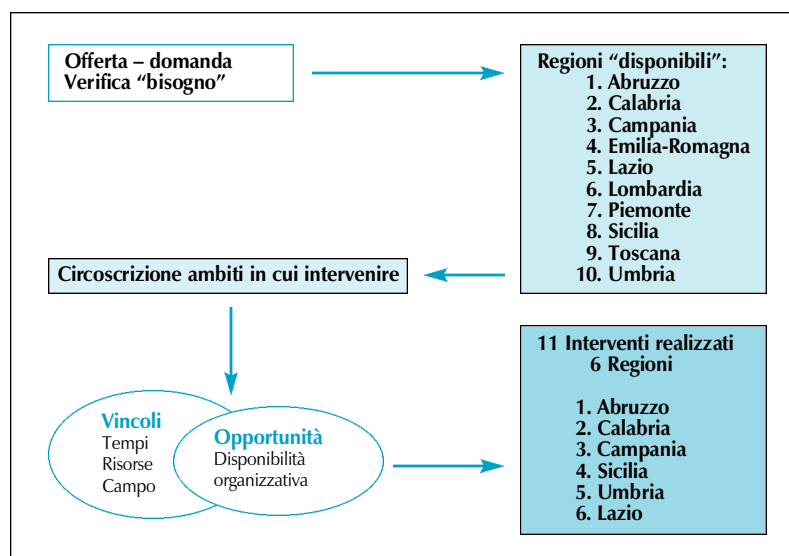 Offerta – domanda
Verifica “bisogno”
Regioni “disponibili”:
1. Abruzzo
2. Calabria
3. Campania
4. Emilia-Romagna
5. Lazio
6. Lombardia
7. Piemonte
8. Sicilia
9. Toscana
10. Umbria
Circoscrizione ambiti in cui intervenire
Vincoli
Tempi
Risorse
Campo
Opportunità
Disponibilità
organizzativa
11 Interventi realizzati
6 Regioni
1. Abruzzo
2. Calabria
3. Campania
4. Sicilia
5. Umbria
6. Lazio